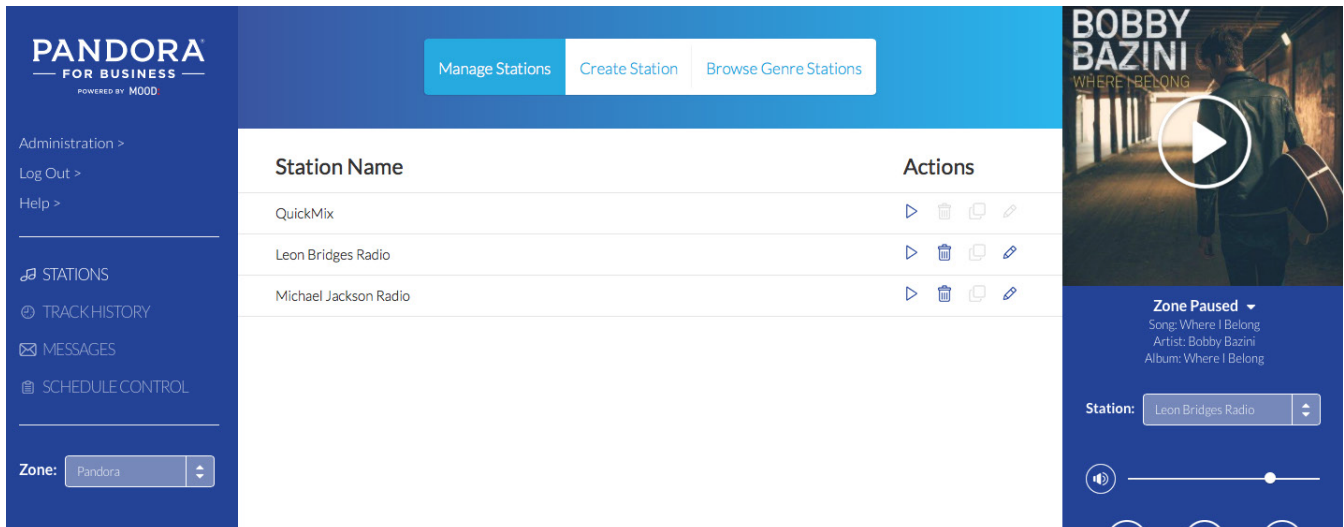 PANDORA
FOR BUSINESS
POWERED BY MOOD:
Administration >
Log Out >
Help >
STATIONS
TRACK HISTORY
MESSAGES
SCHEDULE CONTROL
Zone: Pandora
Manage Stations Create Station Browse Genre Stations
Station Name Actions
QuickMix
Leon Bridges Radio
Michael Jackson Radio
BOBBY
BAZINI
WHERE I BELONG
Zone Paused
Song: Where I Belong
Artist: Bobby Bazini
Album: Where I Belong
Station: Leon Bridges Radio